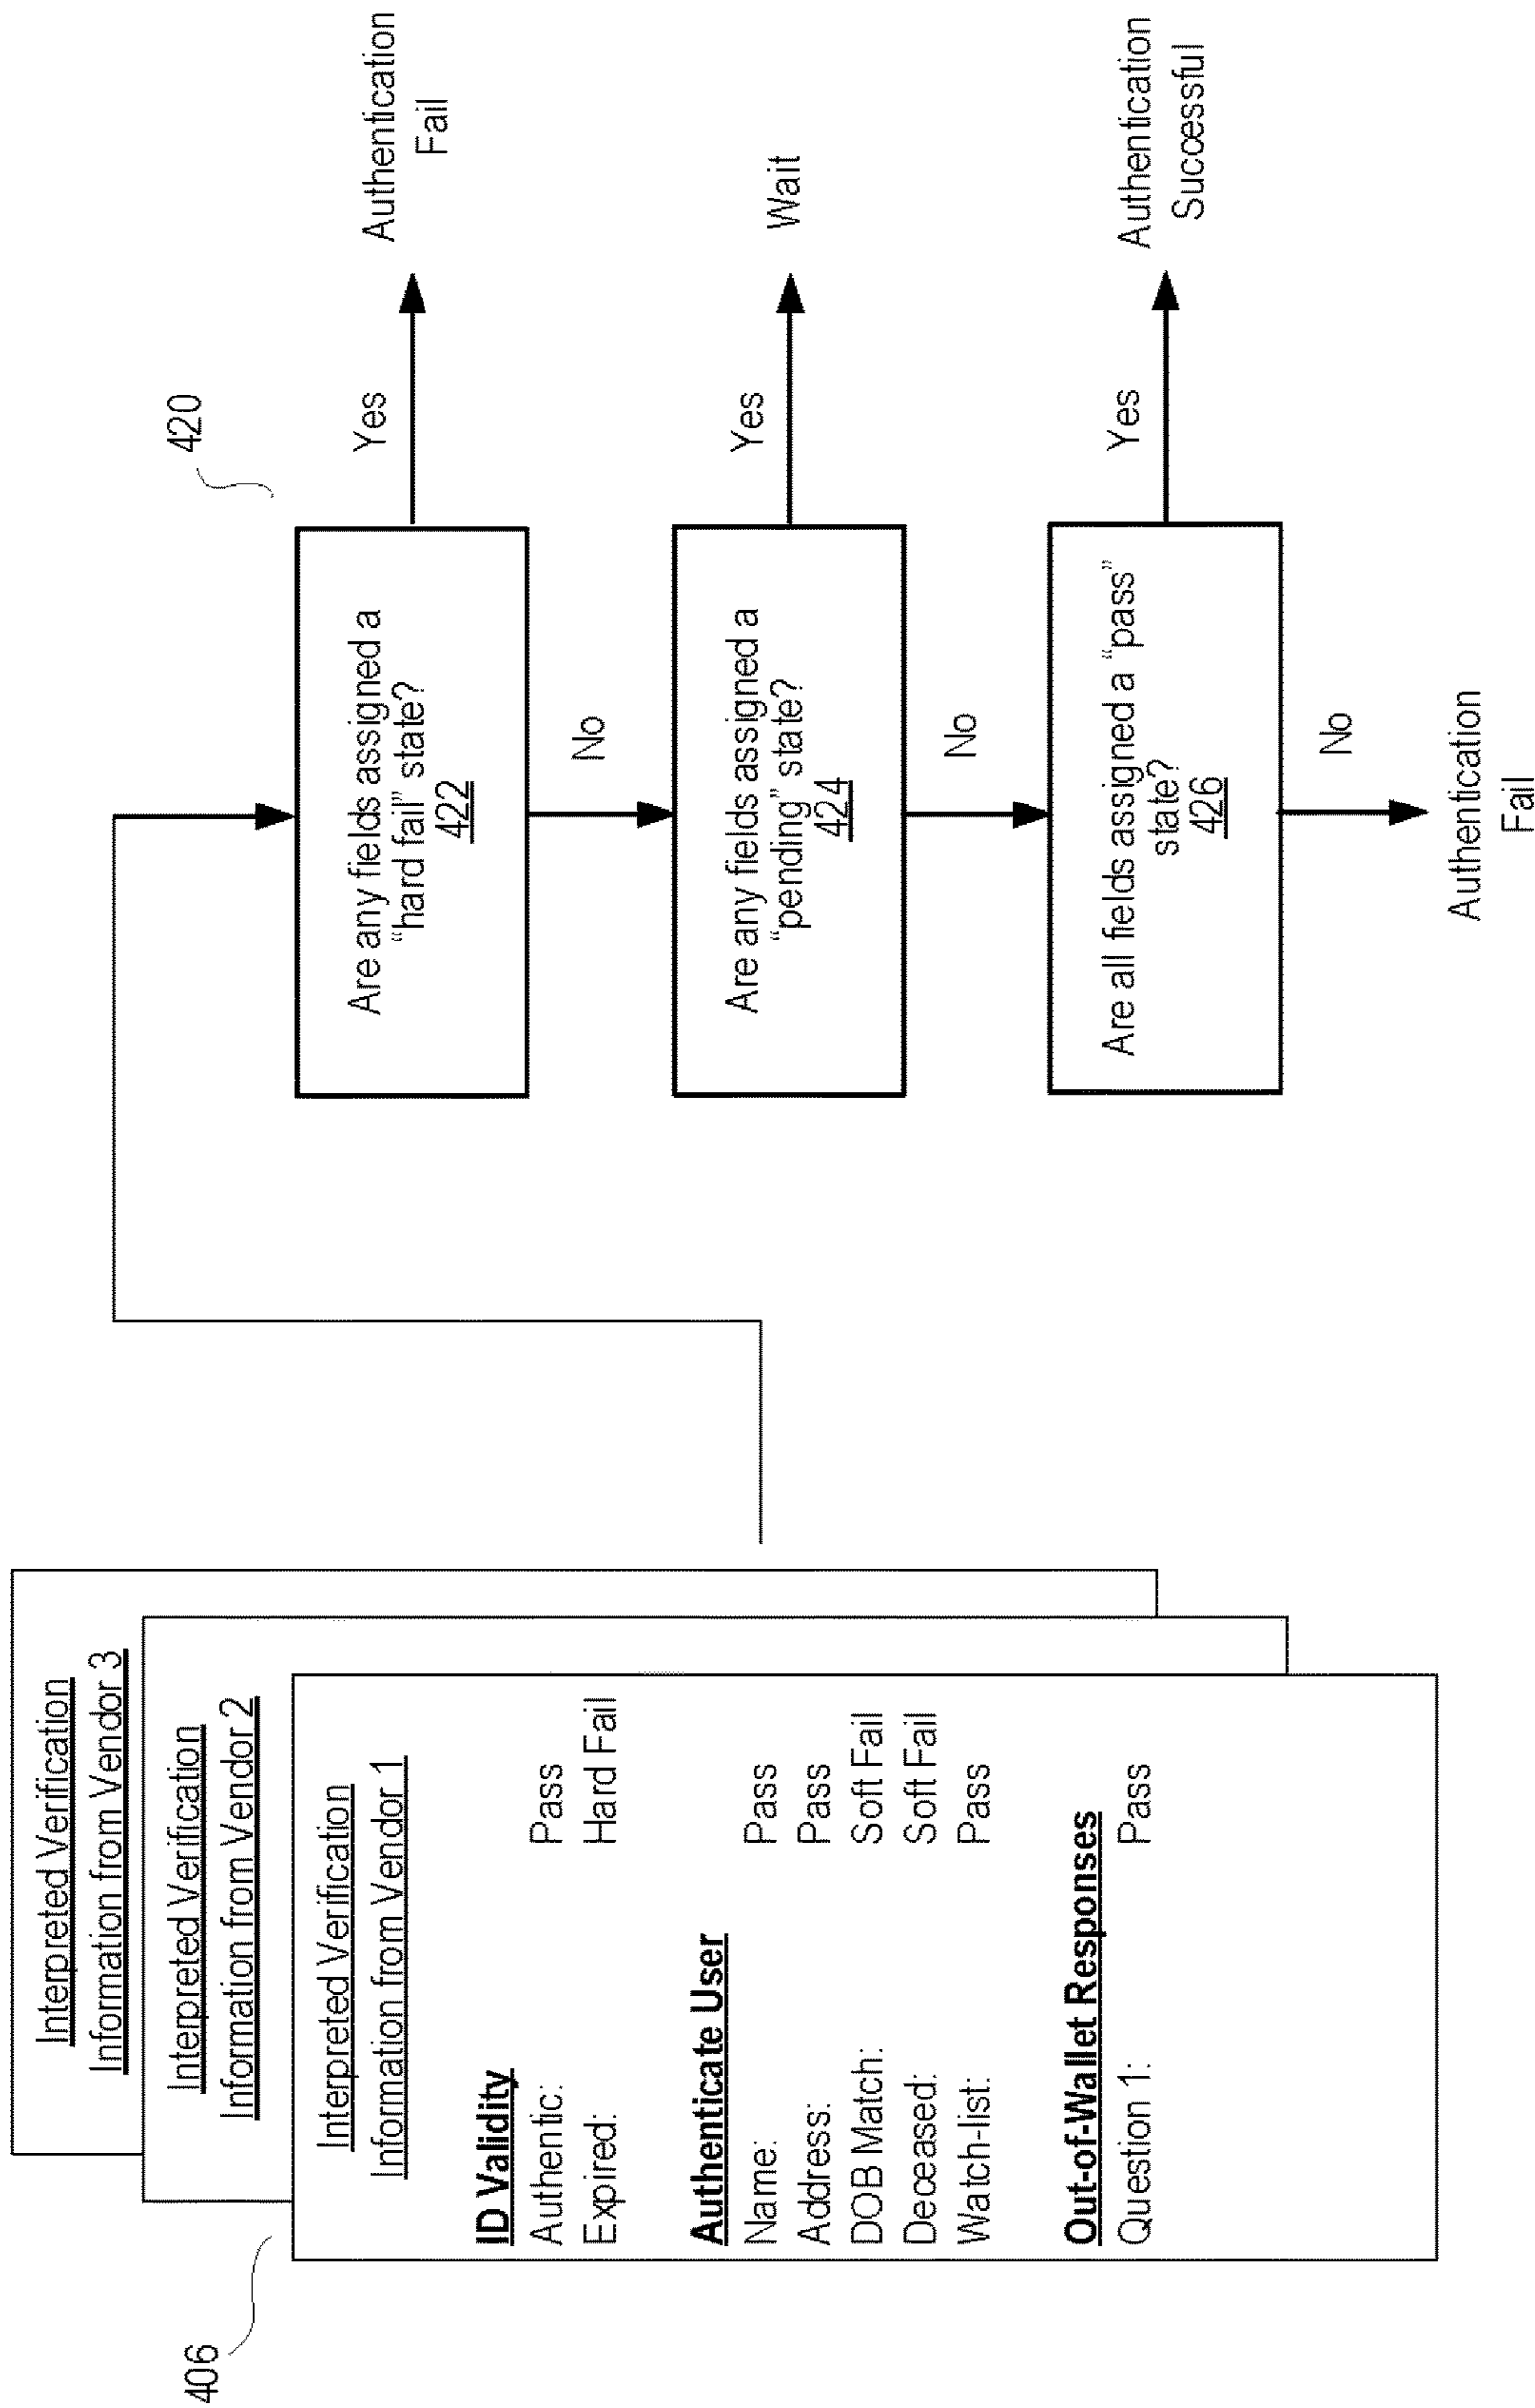 406
Interpreted Verification
Information from Vendor 3
Interpreted Verification
Information from Vendor 2
Interpreted Verification
Information from Vendor 1
ID Validity
Authentic: Pass
Expired: Hard Fail
Authenticate User
Name: Pass
Address: Pass
DOB Match: Soft Fail
Deceased: Soft Fail
Watch-list: Pass
Out-of-Wallet Responses
Question 1: Pass
420
Are any fields assigned a
“hard fail” state?
422
Yes
Authentication
Fail
No
Are any fields assigned a
“pending” state?
424
Yes
Wait
No
Are all fields assigned a “pass”
state?
426
Yes
Authentication
Successful
No
Authentication
Fail